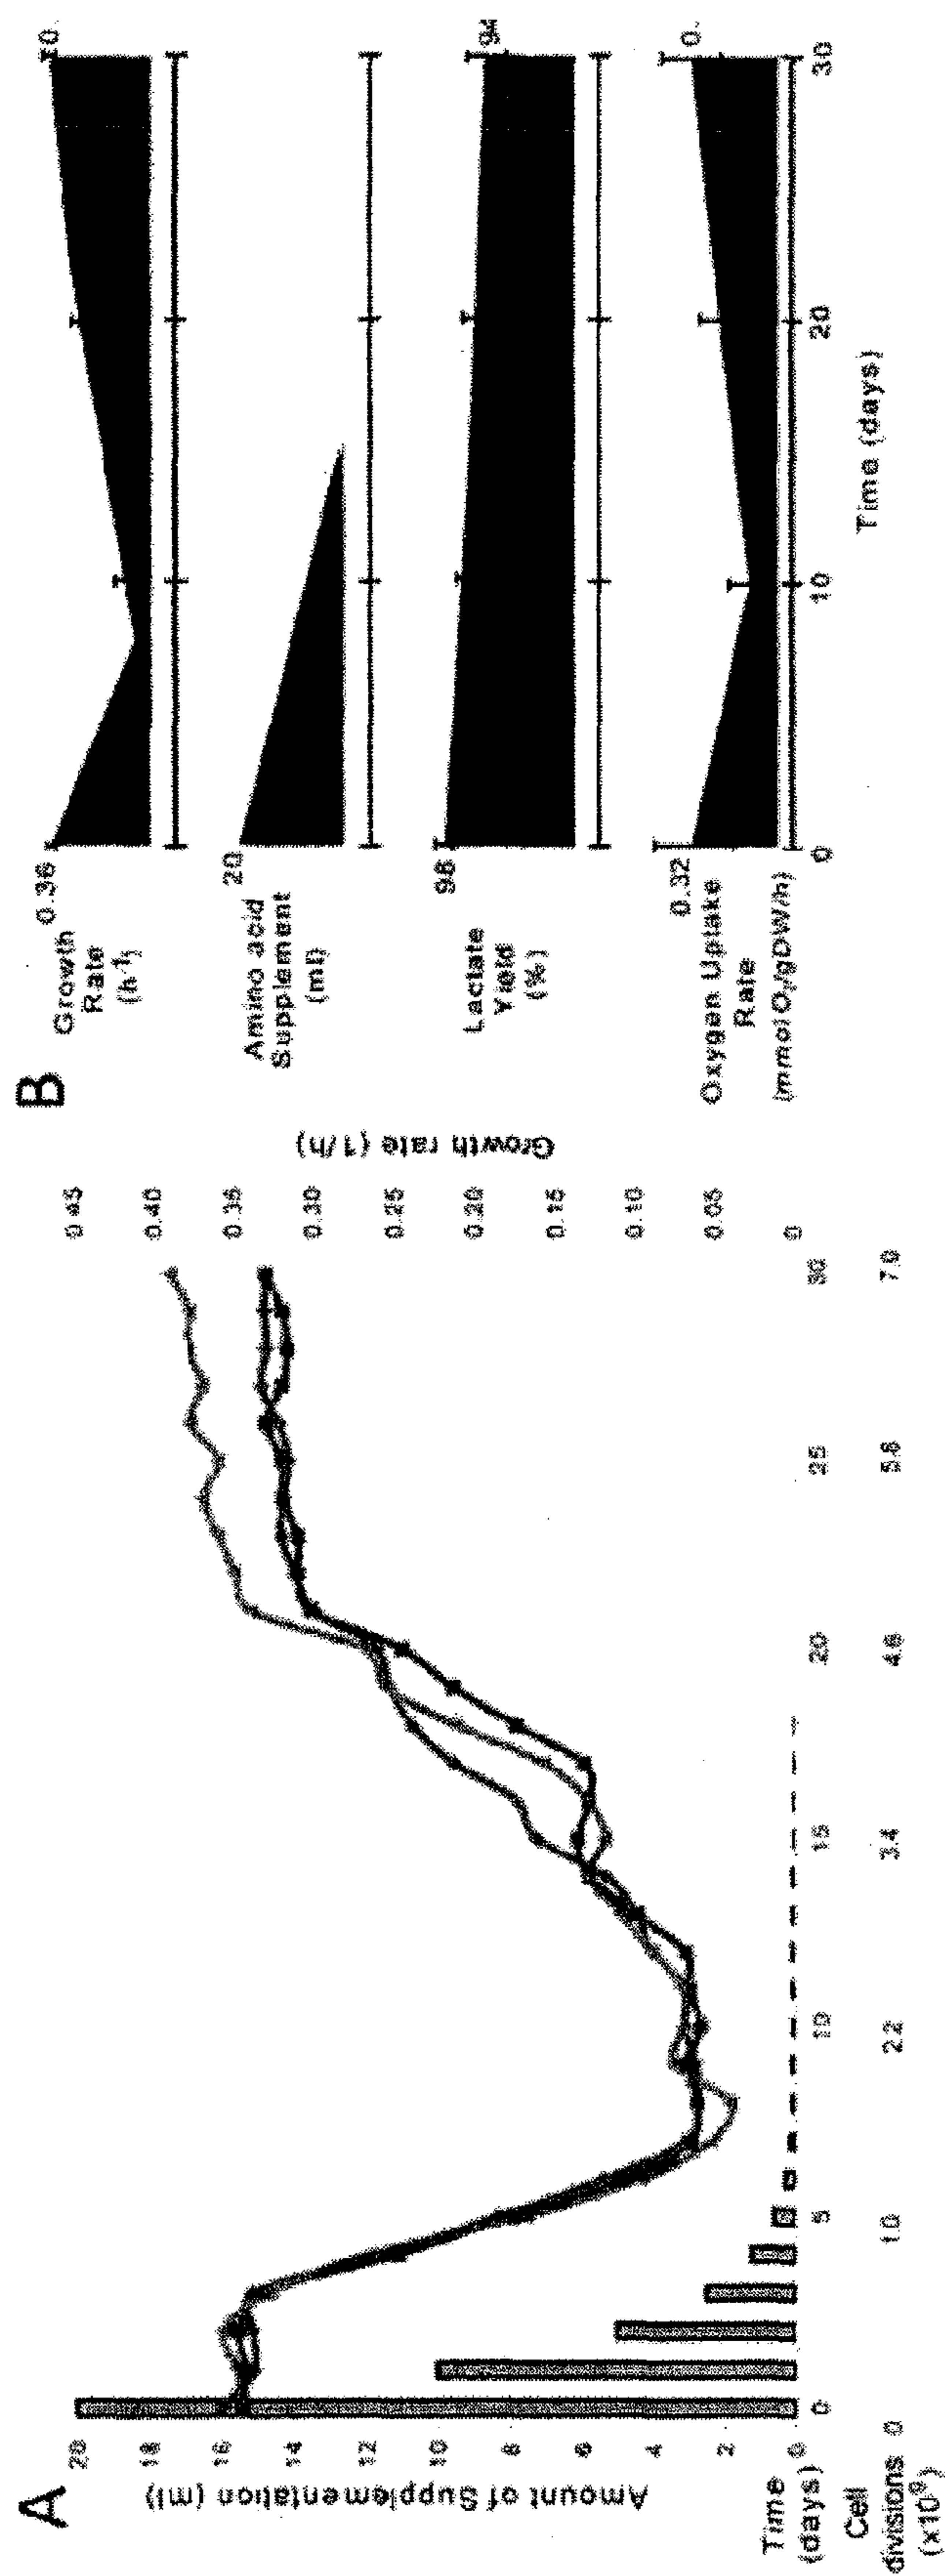 A
20
18
16
14
12
10
8
6
4
2
0
Amount of Supplementation (ml)
0.45
0.40
0.35
0.30
0.25
0.20
0.15
0.10
0.05
0
Growth rate (1/h)
Time
(days)
0 5 10 15 20 25 30
Cell
divisions
(x10⁹)
0 1.0 2.2 3.4 4.6 5.8 7.0
B
0.36
Growth
Rate
(h⁻¹)
0.
20
Amino acid
Supplement
(ml)
98
Lactate
Yield
(%)
94
0.32
Oxygen Uptake
Rate
(mmol O₂/gDW/h)
0.
0 10 20 30
Time (days)